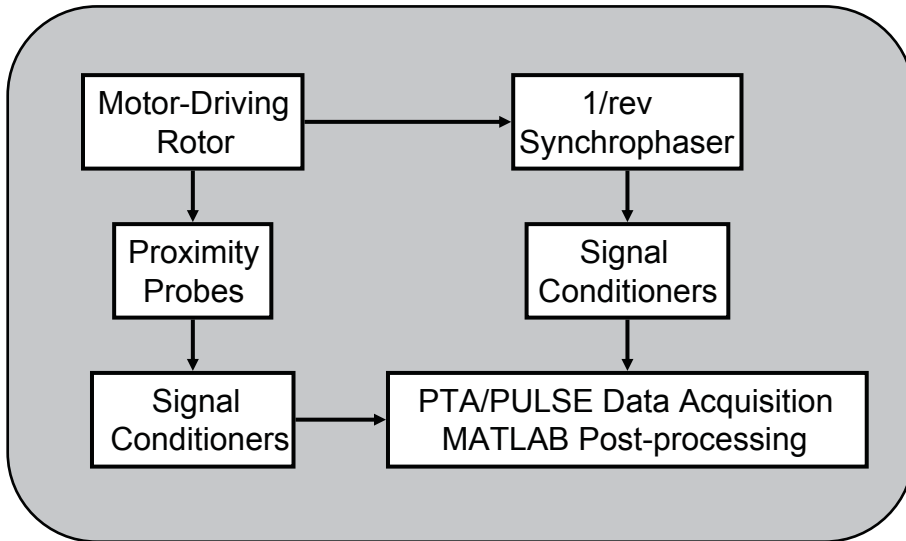 Motor-Driving
Rotor
1/rev
Synchrophaser
Proximity
Probes
Signal
Conditioners
Signal
Conditioners
PTA/PULSE Data Acquisition
MATLAB Post-processing